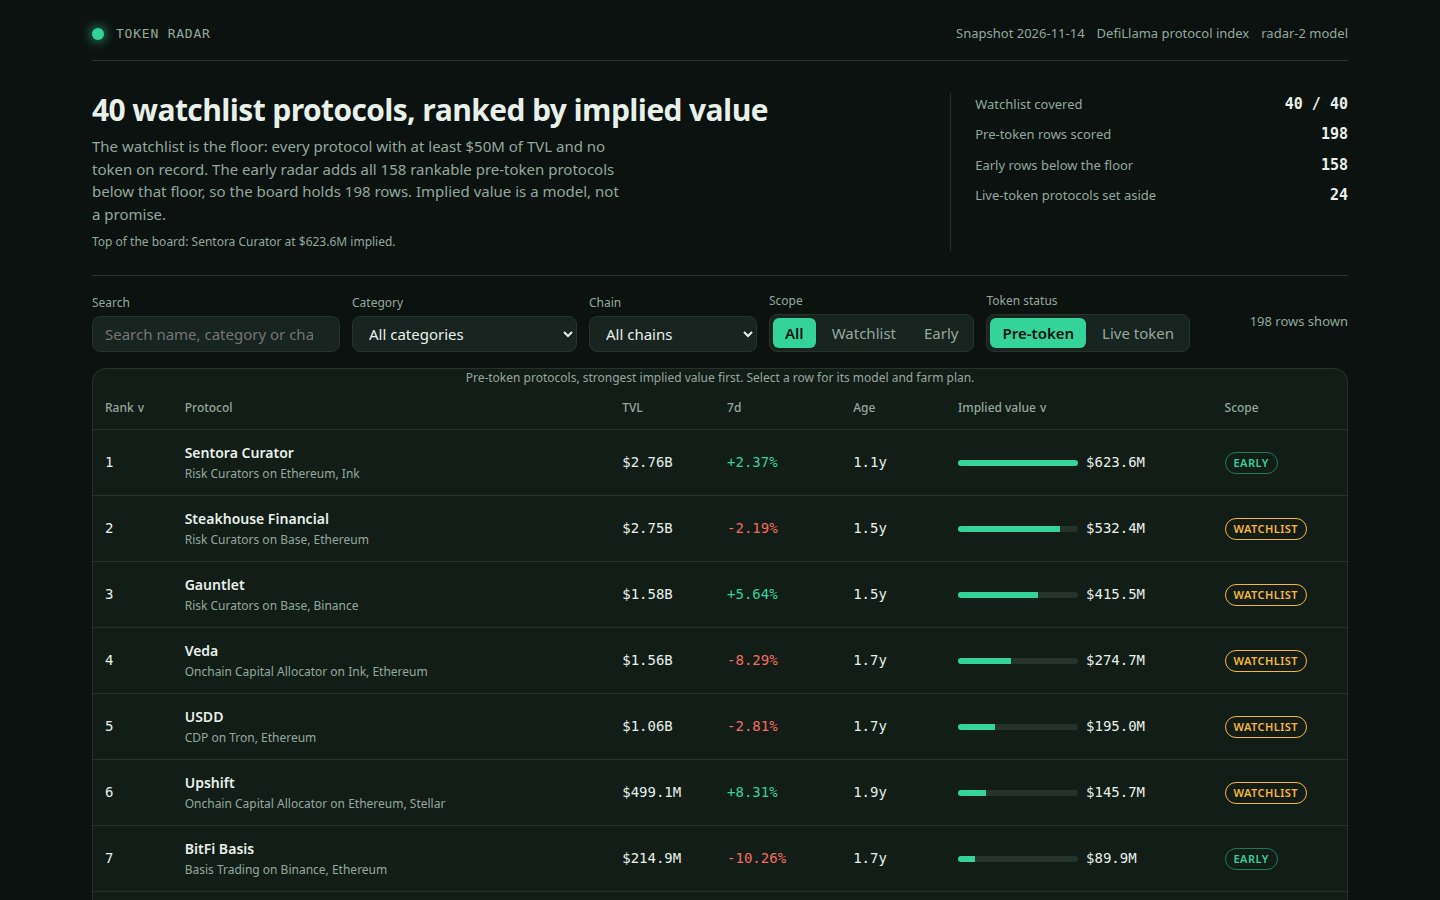 TOKEN RADAR
Snapshot 2026-11-14 DefiLlama protocol index radar-2 model
40 watchlist protocols, ranked by implied value
The watchlist is the floor: every protocol with at least $50M of TVL and no
token on record. The early radar adds all 158 rankable pre-token protocols
below that floor, so the board holds 198 rows. Implied value is a model, not
a promise.
Top of the board: Sentora Curator at $623.6M implied.
Watchlist covered 40 / 40
Pre-token rows scored 198
Early rows below the floor 158
Live-token protocols set aside 24
Search
Category
Chain
Scope
Token status
Search name, category or cha
All categories
All chains
All Watchlist Early
Pre-token Live token
198 rows shown
Pre-token protocols, strongest implied value first. Select a row for its model and farm plan.
Rank v Protocol TVL 7d Age Implied value v Scope
1 Sentora Curator $2.76B +2.37% 1.1y $623.6M EARLY
Risk Curators on Ethereum, Ink
2 Steakhouse Financial $2.75B -2.19% 1.5y $532.4M WATCHLIST
Risk Curators on Base, Ethereum
3 Gauntlet $1.58B +5.64% 1.5y $415.5M WATCHLIST
Risk Curators on Base, Binance
4 Veda $1.56B -8.29% 1.7y $274.7M WATCHLIST
Onchain Capital Allocator on Ink, Ethereum
5 USDD $1.06B -2.81% 1.7y $195.0M WATCHLIST
CDP on Tron, Ethereum
6 Upshift $499.1M +8.31% 1.9y $145.7M WATCHLIST
Onchain Capital Allocator on Ethereum, Stellar
7 BitFi Basis $214.9M -10.26% 1.7y $89.9M EARLY
Basis Trading on Binance, Ethereum